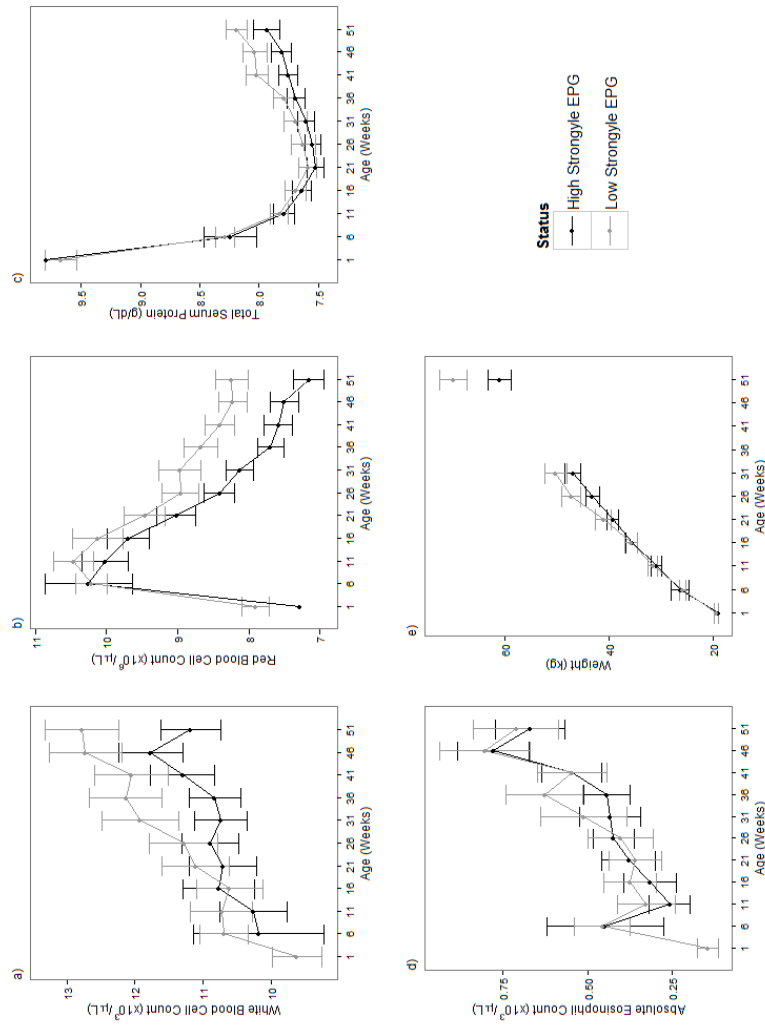 a)
White Blood Cell Count (x10³/µL)
13
12
11
10
1 6 11 16 21 26 31 36 41 46 51
Age (Weeks)
b)
Red Blood Cell Count (x10⁶/µL)
11
10
9
8
7
1 6 11 16 21 26 31 36 41 46 51
Age (Weeks)
c)
Total Serum Protein (g/dL)
9.5
9.0
8.5
8.0
7.5
1 6 11 16 21 26 31 36 41 46 51
Age (Weeks)
d)
Absolute Eosinophil Count (x10³/µL)
0.75
0.50
0.25
1 6 11 16 21 26 31 36 41 46 51
Age (Weeks)
e)
Weight (kg)
60
40
20
1 6 11 16 21 26 31 36 41 46 51
Age (Weeks)
Status
High Strongyle EPG
Low Strongyle EPG